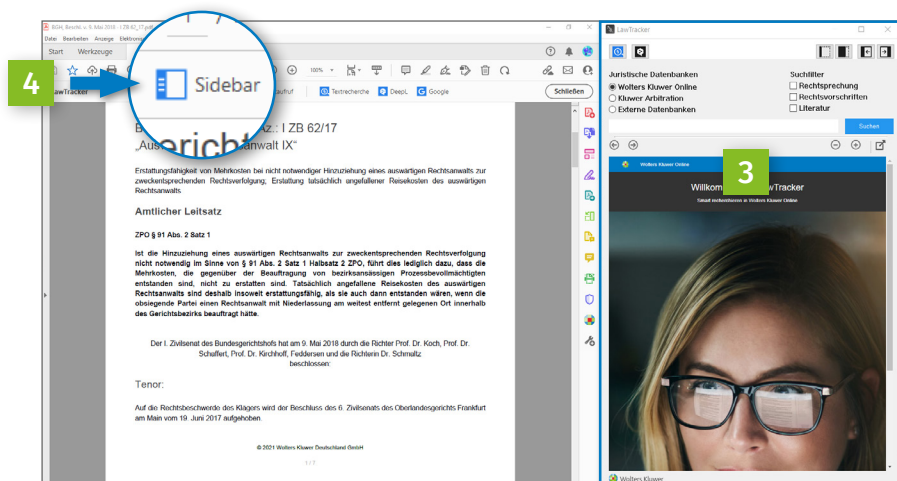 BGH, Beschl. v. 9. Mai 2018 - I ZB 62_17.pdf
Datei Bearbeiten Anzeige
Start Werkzeuge
100%
4
Sidebar
LawTracker
Textrecherche DeepL Google Schließen
Az.: I ZB 62/17
anwalt IX“
Erstattungsfähigkeit von Mehrkosten bei nicht notwendiger Hinzuziehung eines auswärtigen Rechtsanwalts zur
zweckentsprechenden Rechtsverfolgung; Erstattung tatsächlich angefallener Reisekosten des auswärtigen
Rechtsanwalts
Amtlicher Leitsatz
ZPO § 91 Abs. 2 Satz 1
Ist die Hinzuziehung eines auswärtigen Rechtsanwalts zur zweckentsprechenden Rechtsverfolgung
nicht notwendig im Sinne von § 91 Abs. 2 Satz 1 Halbsatz 2 ZPO, führt dies lediglich dazu, dass die
Mehrkosten, die gegenüber der Beauftragung von bezirksansässigen Prozessbevollmächtigten
entstanden sind, nicht zu erstatten sind. Tatsächlich angefallene Reisekosten des auswärtigen
Rechtsanwalts sind deshalb insoweit erstattungsfähig, als sie auch dann entstanden wären, wenn die
obsiegende Partei einen Rechtsanwalt mit Niederlassung am weitest entfernt gelegenen Ort innerhalb
des Gerichtsbezirks beauftragt hätte.
Der I. Zivilsenat des Bundesgerichtshofs hat am 9. Mai 2018 durch die Richter Prof. Dr. Koch, Prof. Dr.
Schaffert, Prof. Dr. Kirchhoff, Feddersen und die Richterin Dr. Schmaltz
beschlossen:
Tenor:
Auf die Rechtsbeschwerde des Klägers wird der Beschluss des 6. Zivilsenats des Oberlandesgerichts Frankfurt
am Main vom 19. Juni 2017 aufgehoben.
© 2021 Wolters Kluwer Deutschland GmbH
1 / 7
LawTracker
Juristische Datenbanken
Wolters Kluwer Online
Kluwer Arbitration
Externe Datenbanken
Suchfilter
Rechtsprechung
Rechtsvorschriften
Literatur
Suchen
Wolters Kluwer Online
3
Smart recherchieren in Wolters Kluwer Online
Wolters Kluwer